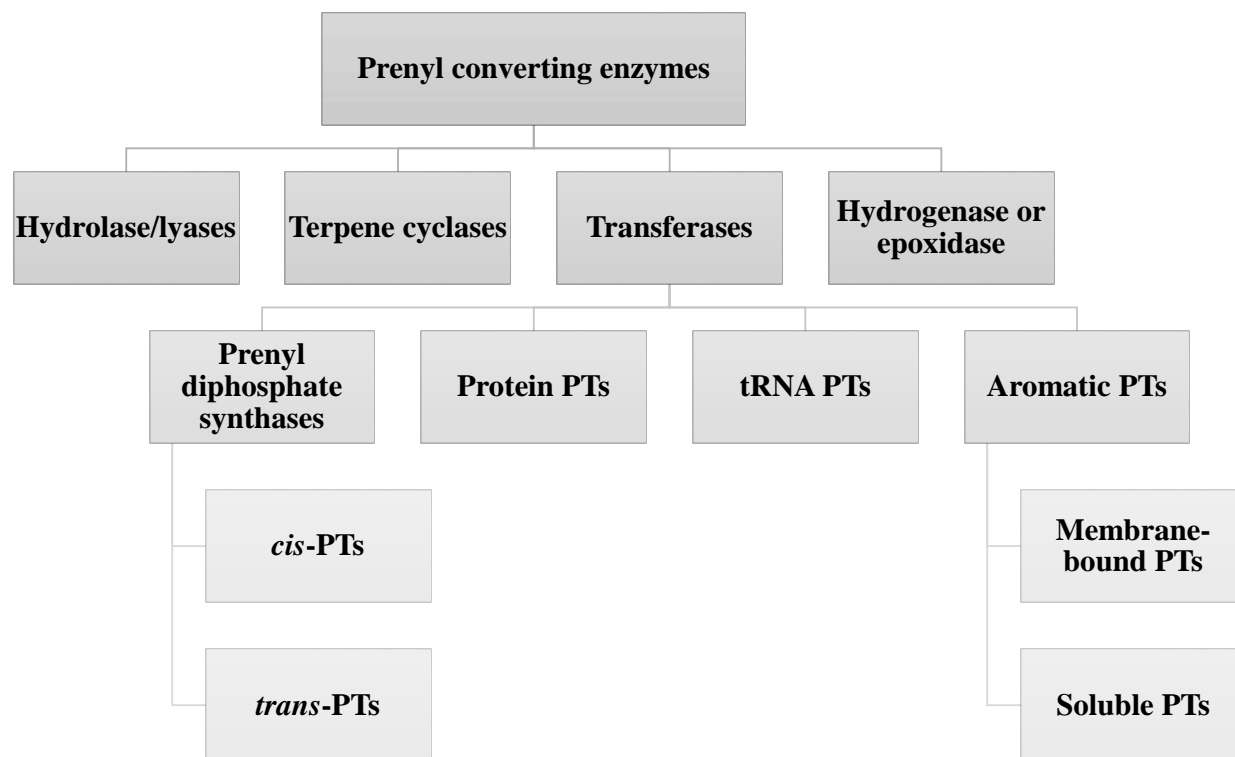 Prenyl converting enzymes
Hydrolase/lyases
Terpene cyclases
Transferases
Hydrogenase or
epoxidase
Prenyl
diphosphate
synthases
Protein PTs
tRNA PTs
Aromatic PTs
cis-PTs
Membrane-
bound PTs
trans-PTs
Soluble PTs